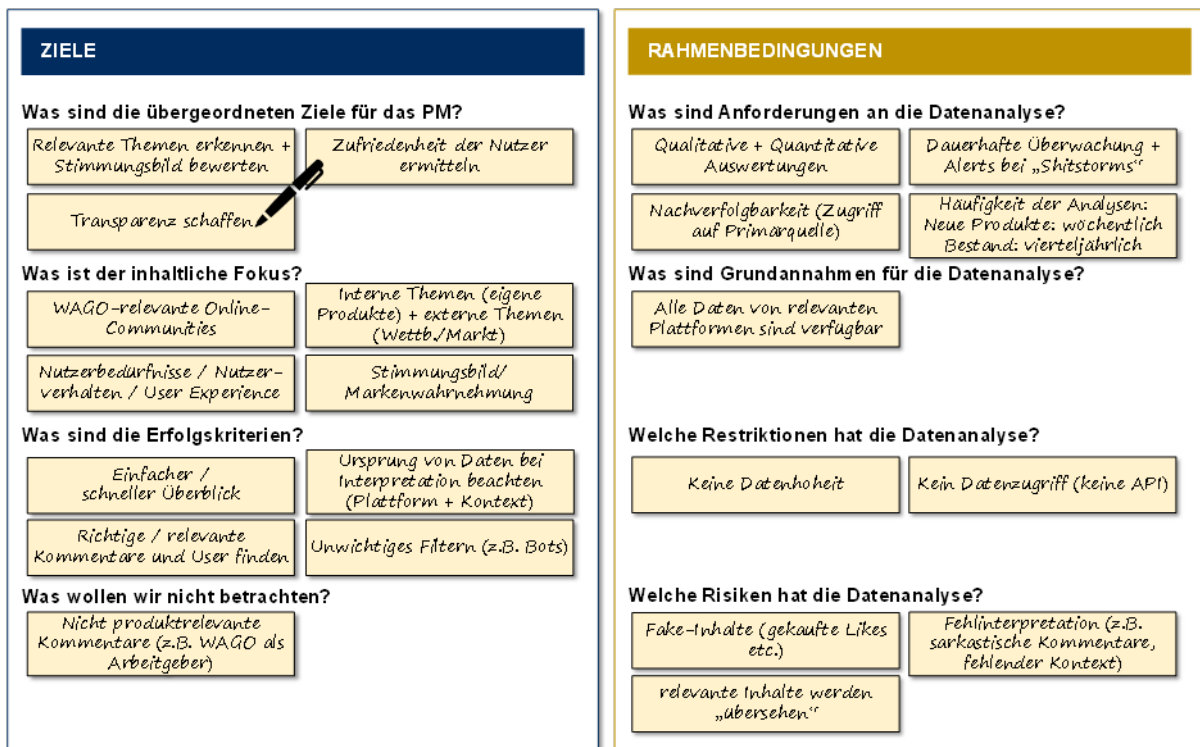 ZIELE
Was sind die übergeordneten Ziele für das PM?
Relevante Themen erkennen +
Stimmungsbild bewerten
Zufriedenheit der Nutzer
ermitteln
Transparenz schaffen
Was ist der inhaltliche Fokus?
WAGO-relevante Online-
Communities
Interne Themen (eigene
Produkte) + externe Themen
(Wettb./Markt)
Nutzerbedürfnisse / Nutzer-
verhalten / User Experience
Stimmungsbild/
Markenwahrnehmung
Was sind die Erfolgskriterien?
Einfacher /
schneller Überblick
Ursprung von Daten bei
Interpretation beachten
(Plattform + Kontext)
Richtige / relevante
Kommentare und User finden
Unwichtiges Filtern (z.B. Bots)
Was wollen wir nicht betrachten?
Nicht produktrelevante
Kommentare (z.B. WAGO als
Arbeitgeber)
RAHMENBEDINGUNGEN
Was sind Anforderungen an die Datenanalyse?
Qualitative + Quantitative
Auswertungen
Dauerhafte Überwachung +
Alerts bei „Shitstorms“
Nachverfolgbarkeit (Zugriff
auf Primärquelle)
Häufigkeit der Analysen:
Neue Produkte: wöchentlich
Bestand: vierteljährlich
Was sind Grundannahmen für die Datenanalyse?
Alle Daten von relevanten
Plattformen sind verfügbar
Welche Restriktionen hat die Datenanalyse?
Keine Datenhoheit
Kein Datenzugriff (keine API)
Welche Risiken hat die Datenanalyse?
Fake-Inhalte (gekaufte Likes
etc.)
Fehlinterpretation (z.B.
sarkastische Kommentare,
fehlender Kontext)
relevante Inhalte werden
„übersehen“